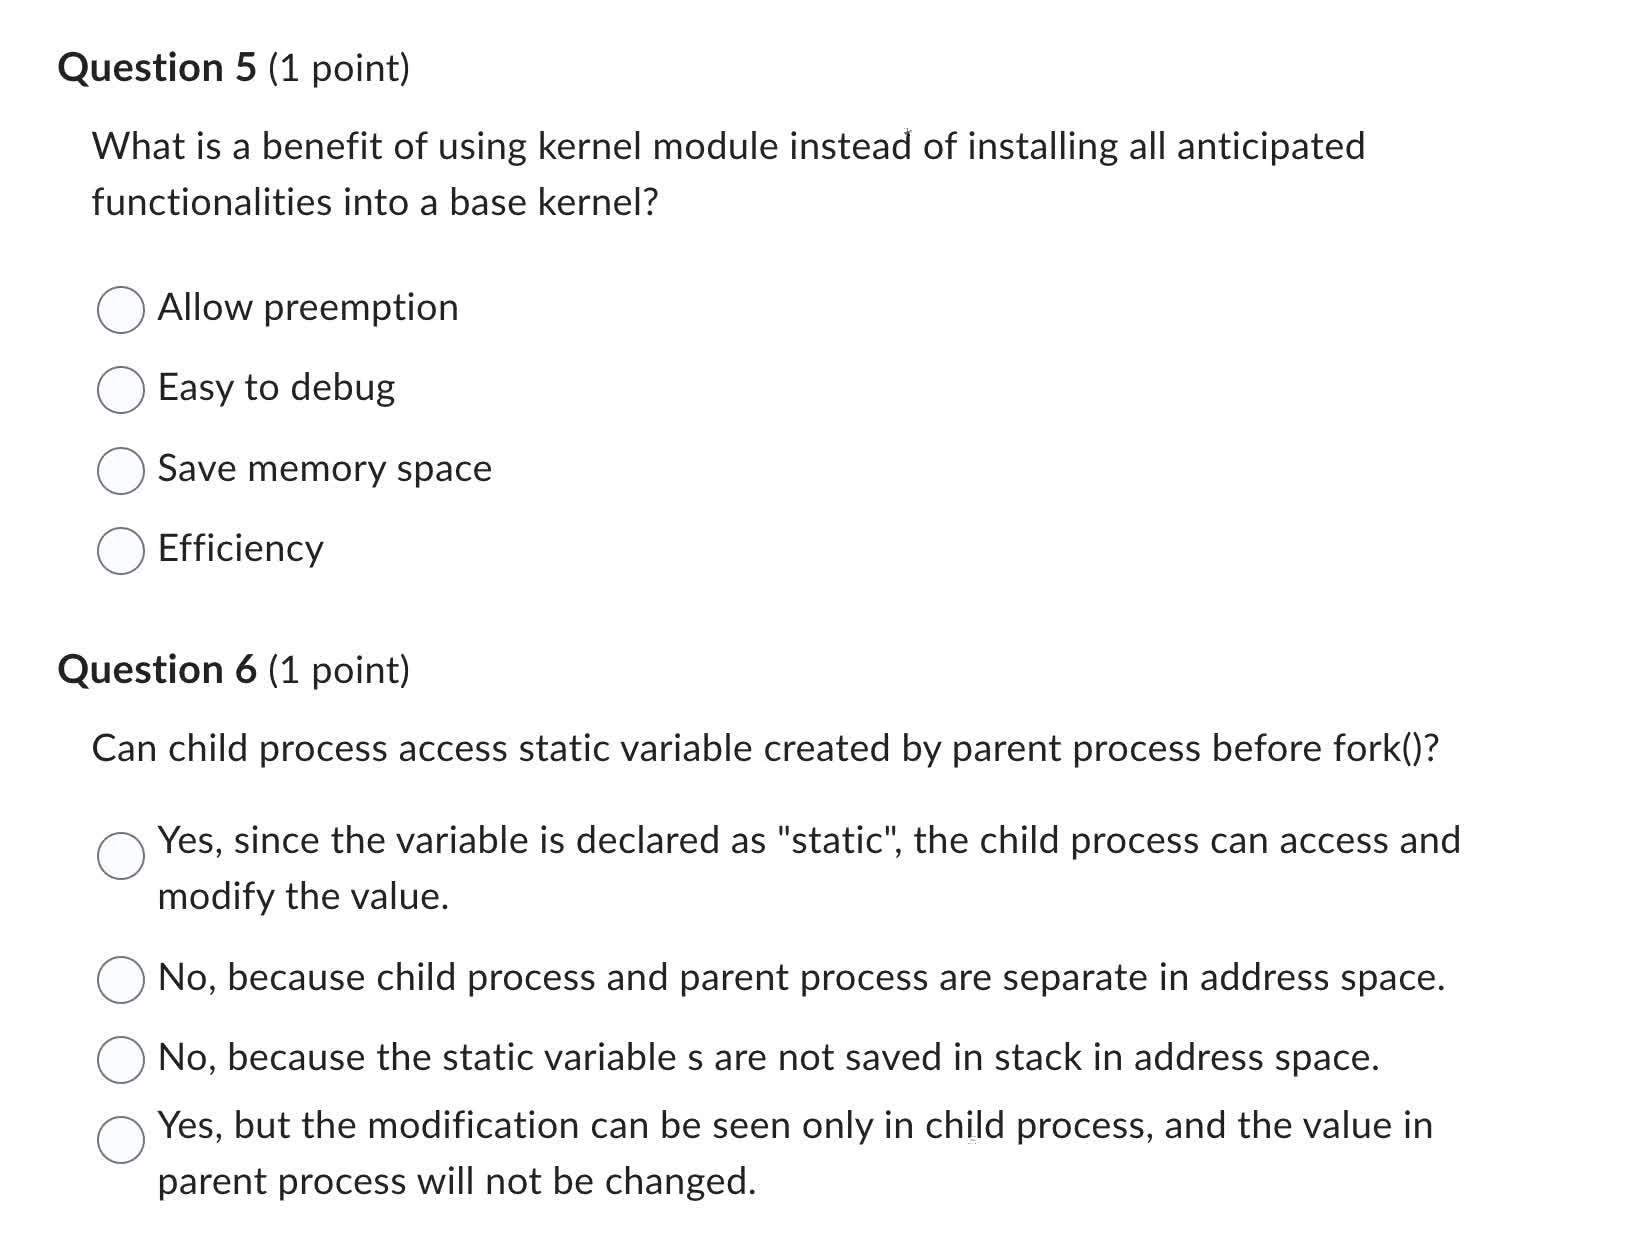 Question 5 (1 point)
What is a benefit of using kernel module instead of installing all anticipated
functionalities into a base kernel?
Allow preemption
Easy to debug
Save memory space
Efficiency
Question 6 (1 point)
Can child process access static variable created by parent process before fork()?
Yes, since the variable is declared as "static", the child process can access and
modify the value.
No, because child process and parent process are separate in address space.
No, because the static variable s are not saved in stack in address space.
Yes, but the modification can be seen only in child process, and the value in
parent process will not be changed.